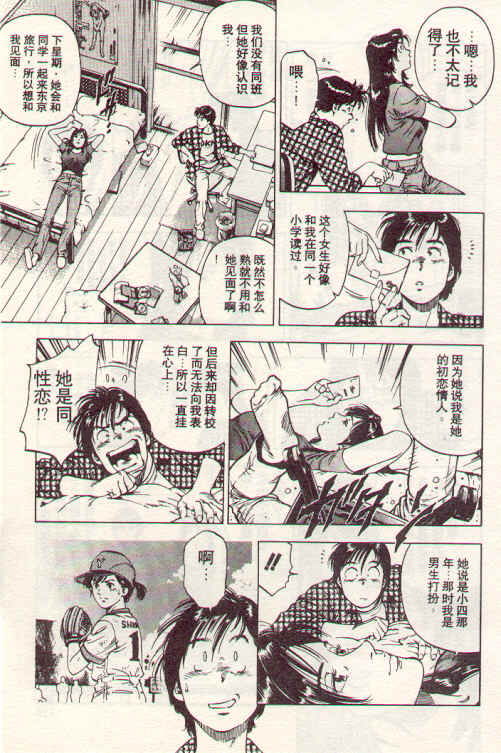 …嗯…我
也不太记
得了…
喂
…！
我们没有同班
但她好像认识
我…
下星期，她会和
同学一起来东京
旅行，所以想和
我见面…
这个女生好像
和我在同一个
小学读过。
既然不怎么
熟就不用和
她见面了啊
！
因为她说我是她
的初恋情人。
但后来却因转校
了而无法向我表
白…所以一直挂
在心上…
她是同
性恋!?
她说是小四那
年…那时我是
男生打扮
!!
啊
…
SHIN
1